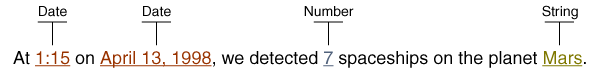 Date Date Number String
At 1:15 on April 13, 1998, we detected 7 spaceships on the planet Mars.